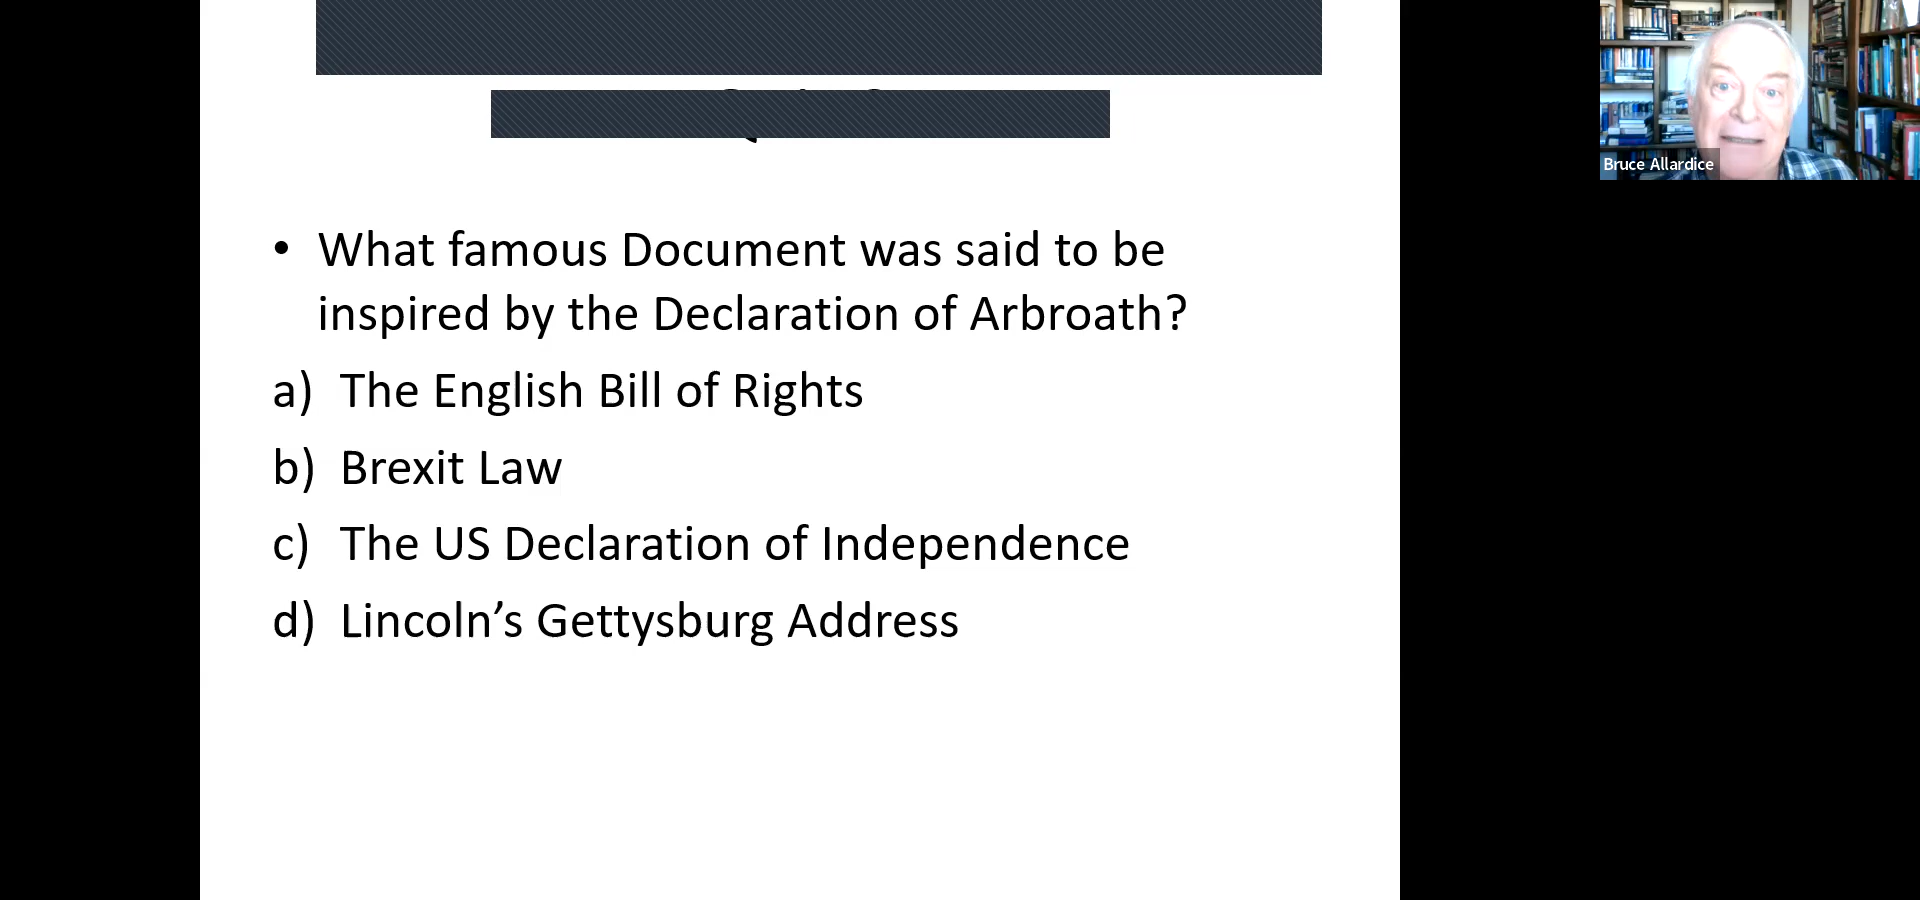 • What famous Document was said to be
inspired by the Declaration of Arbroath?
a) The English Bill of Rights
b) Brexit Law
c) The US Declaration of Independence
d) Lincoln’s Gettysburg Address
Bruce Allardice